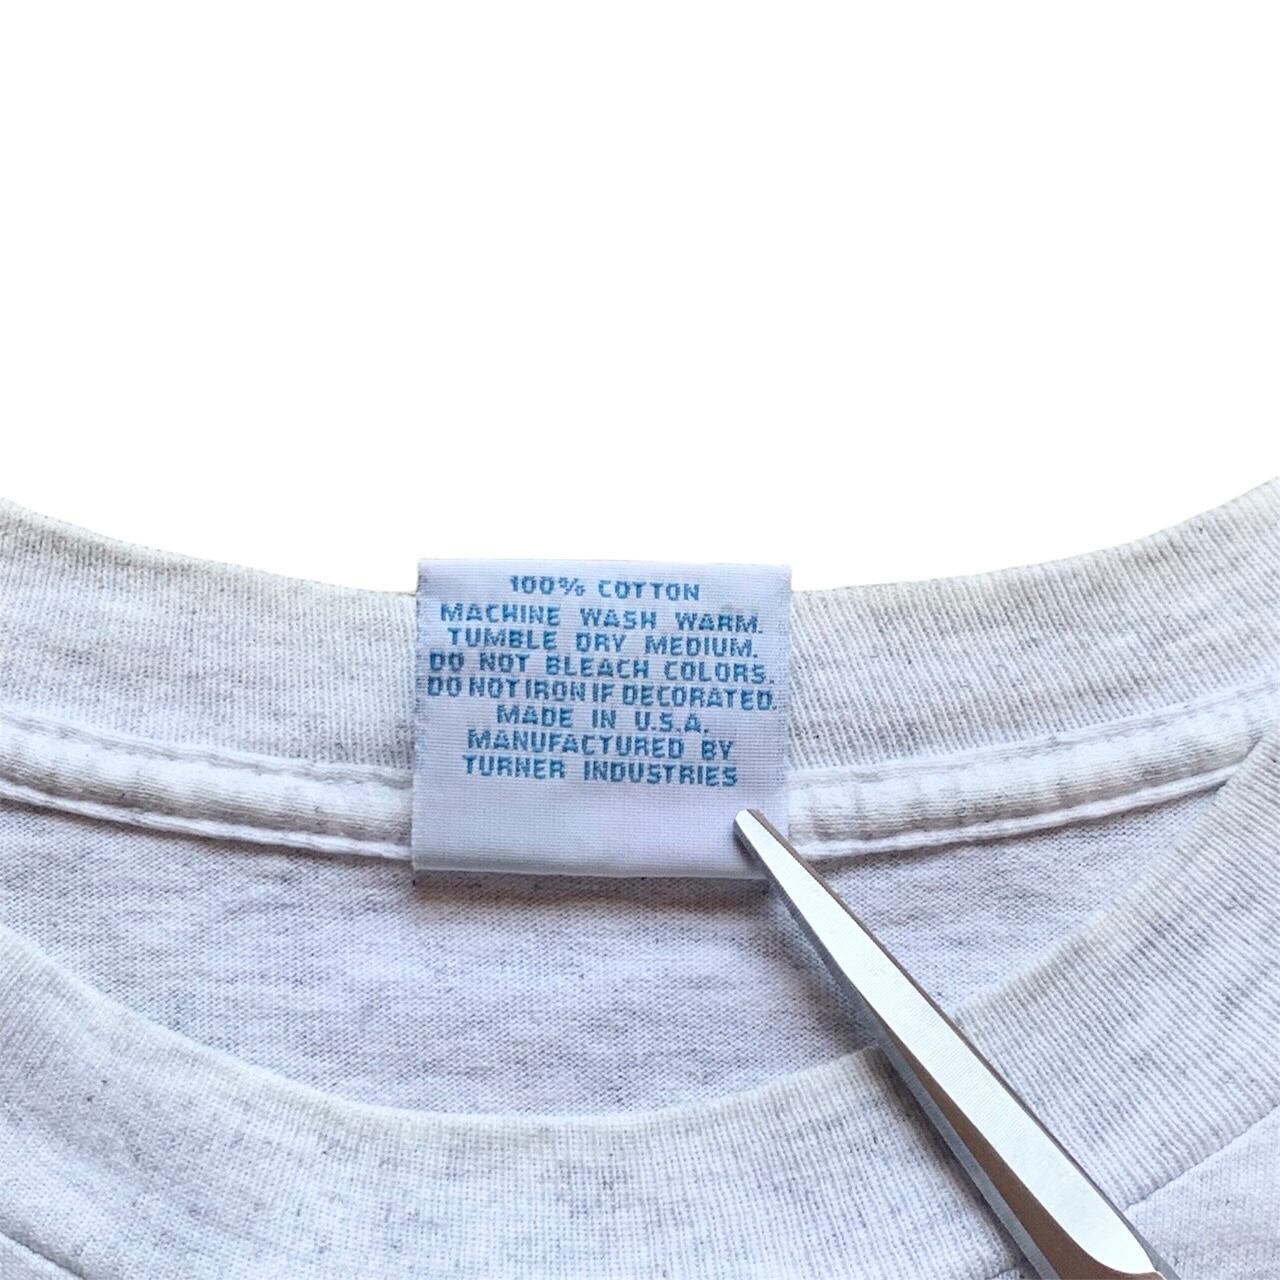 100% COTTON
MACHINE WASH WARM.
TUMBLE DRY MEDIUM.
DO NOT BLEACH COLORS.
DO NOT IRON IF DECORATED.
MADE IN U.S.A.
MANUFACTURED BY
TURNER INDUSTRIES